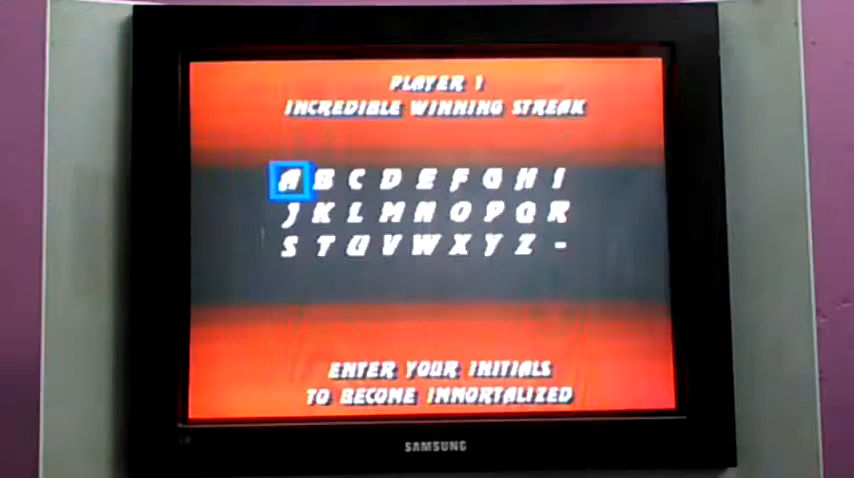 PLAYER 1
INCREDIBLE WINNING STREAK
A B C D E F G H I
J K L M N O P Q R
S T U V W X Y Z -
ENTER YOUR INITIALS
TO BECOME IMMORTALIZED
SAMSUNG